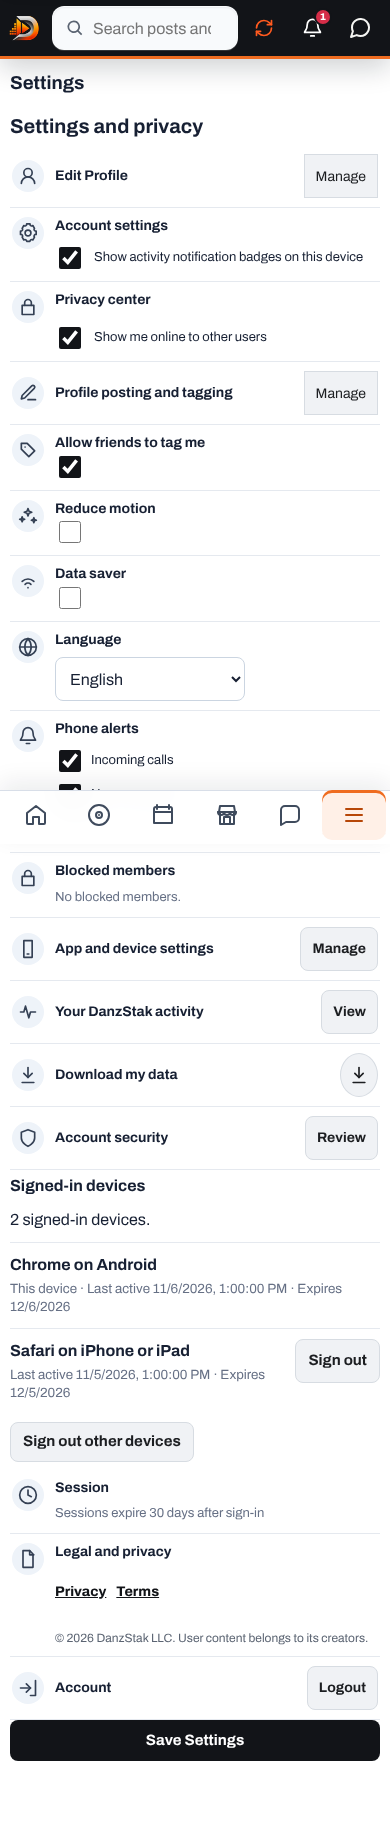 Search posts and
1
Settings
Settings and privacy
Edit Profile
Manage
Account settings
Show activity notification badges on this device
Privacy center
Show me online to other users
Profile posting and tagging
Manage
Allow friends to tag me
Reduce motion
Data saver
Language
English
Phone alerts
Incoming calls
Blocked members
No blocked members.
App and device settings
Manage
Your DanzStak activity
View
Download my data
Account security
Review
Signed-in devices
2 signed-in devices.
Chrome on Android
This device · Last active 11/6/2026, 1:00:00 PM · Expires
12/6/2026
Safari on iPhone or iPad
Sign out
Last active 11/5/2026, 1:00:00 PM · Expires
12/5/2026
Sign out other devices
Session
Sessions expire 30 days after sign-in
Legal and privacy
Privacy Terms
© 2026 DanzStak LLC. User content belongs to its creators.
Account
Logout
Save Settings